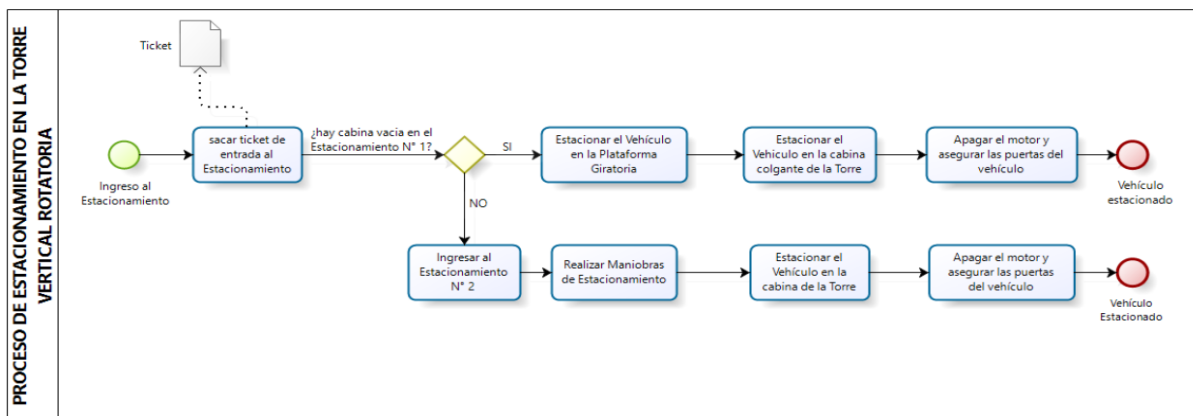 PROCESO DE ESTACIONAMIENTO EN LA TORRE
VERTICAL ROTATORIA
Ticket
Ingreso al
Estacionamiento
sacar ticket de
entrada al
Estacionamiento
¿hay cabina vacia en el
Estacionamiento N° 1?
SI
Estacionar el Vehículo
en la Plataforma
Giratoria
Estacionar el
Vehiculo en la cabina
colgante de la Torre
Apagar el motor y
asegurar las puertas del
vehículo
Vehículo
estacionado
NO
Ingresar al
Estacionamiento
N° 2
Realizar Maniobras
de Estacionamiento
Estacionar el
Vehículo en la
cabina de la Torre
Apagar el motor y
asegurar las puertas
del vehículo
Vehículo
Estacionado